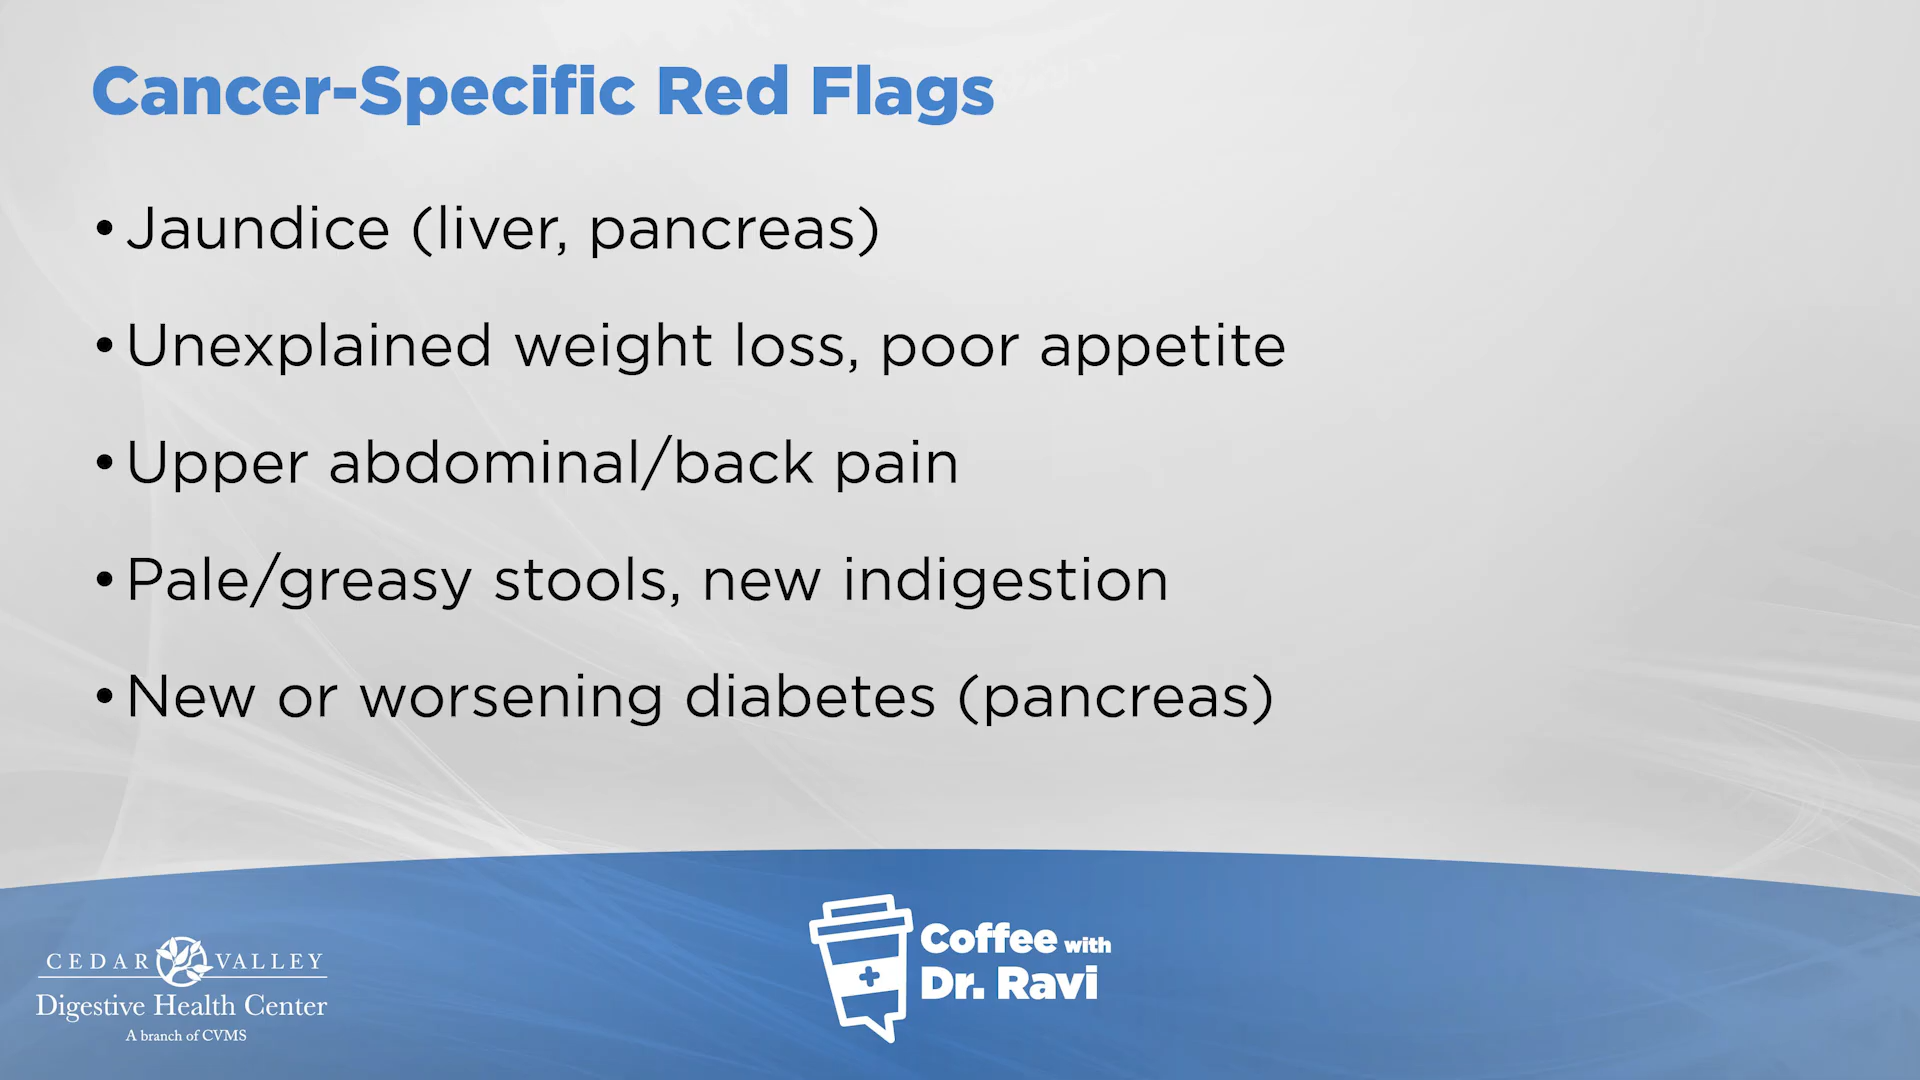 Cancer-Specific Red Flags
• Jaundice (liver, pancreas)
• Unexplained weight loss, poor appetite
• Upper abdominal/back pain
• Pale/greasy stools, new indigestion
• New or worsening diabetes (pancreas)
CEDAR VALLEY
Digestive Health Center
A branch of CVMS
Coffee with
Dr. Ravi